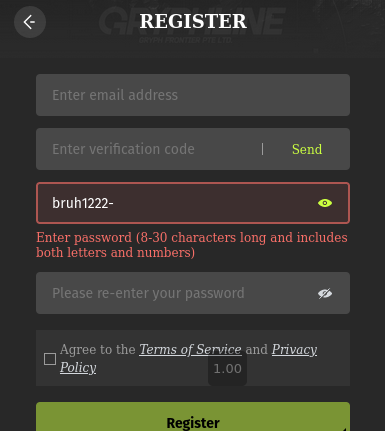 GRYPHLINE
REGISTER
Enter email address
Enter verification code | Send
bruh1222-
Enter password (8-30 characters long and includes
both letters and numbers)
Please re-enter your password
Agree to the Terms of Service and Privacy
Policy
1.00
Register